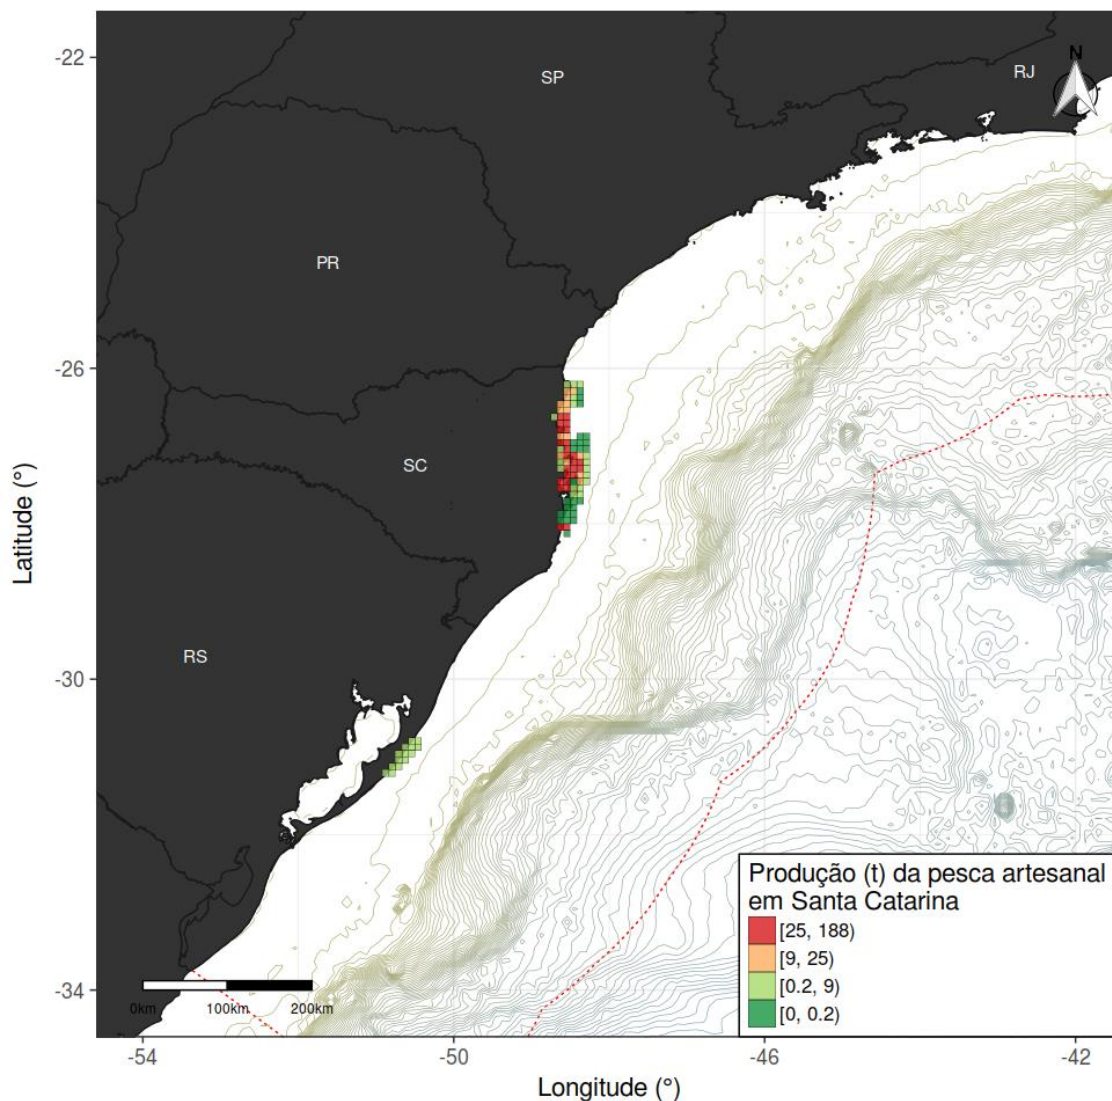 N
-22
SP
RJ
PR
-26
SC
Latitude (°)
-30
RS
Produção (t) da pesca artesanal
em Santa Catarina
[25, 188)
[9, 25)
[0.2, 9)
[0, 0.2)
-34
0km 100km 200km
-54 -50 -46 -42
Longitude (°)